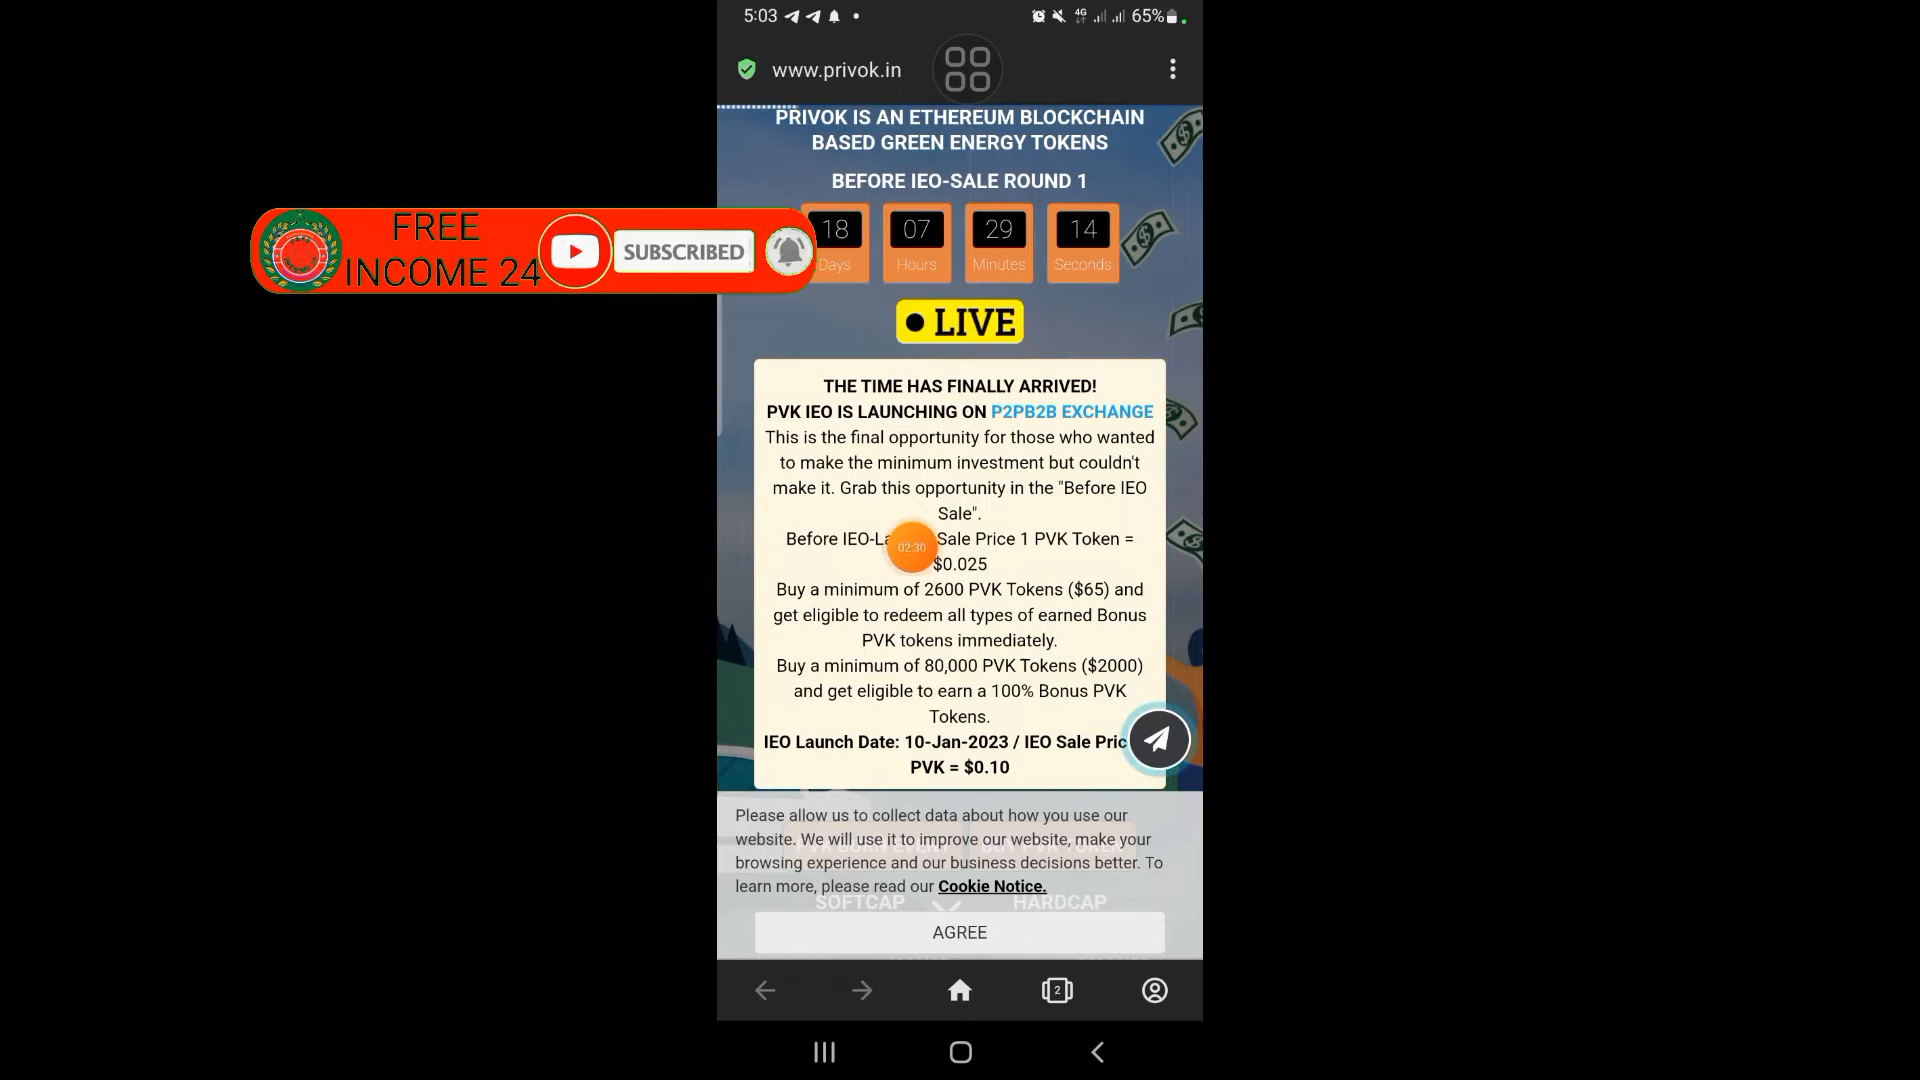 5:03
4G
65%
www.privok.in
PRIVOK IS AN ETHEREUM BLOCKCHAIN
BASED GREEN ENERGY TOKENS
BEFORE IEO-SALE ROUND 1
18 07 29 14
Days Hours Minutes Seconds
FREE
INCOME 24
SUBSCRIBED
LIVE
THE TIME HAS FINALLY ARRIVED!
PVK IEO IS LAUNCHING ON P2PB2B EXCHANGE
This is the final opportunity for those who wanted
to make the minimum investment but couldn't
make it. Grab this opportunity in the "Before IEO
Sale".
Before IEO-La Sale Price 1 PVK Token =
02:30
$0.025
Buy a minimum of 2600 PVK Tokens ($65) and
get eligible to redeem all types of earned Bonus
PVK tokens immediately.
Buy a minimum of 80,000 PVK Tokens ($2000)
and get eligible to earn a 100% Bonus PVK
Tokens.
IEO Launch Date: 10-Jan-2023 / IEO Sale Pric
PVK = $0.10
Please allow us to collect data about how you use our
website. We will use it to improve our website, make your
browsing experience and our business decisions better. To
learn more, please read our Cookie Notice.
SOFTCAP HARDCAP
AGREE
2